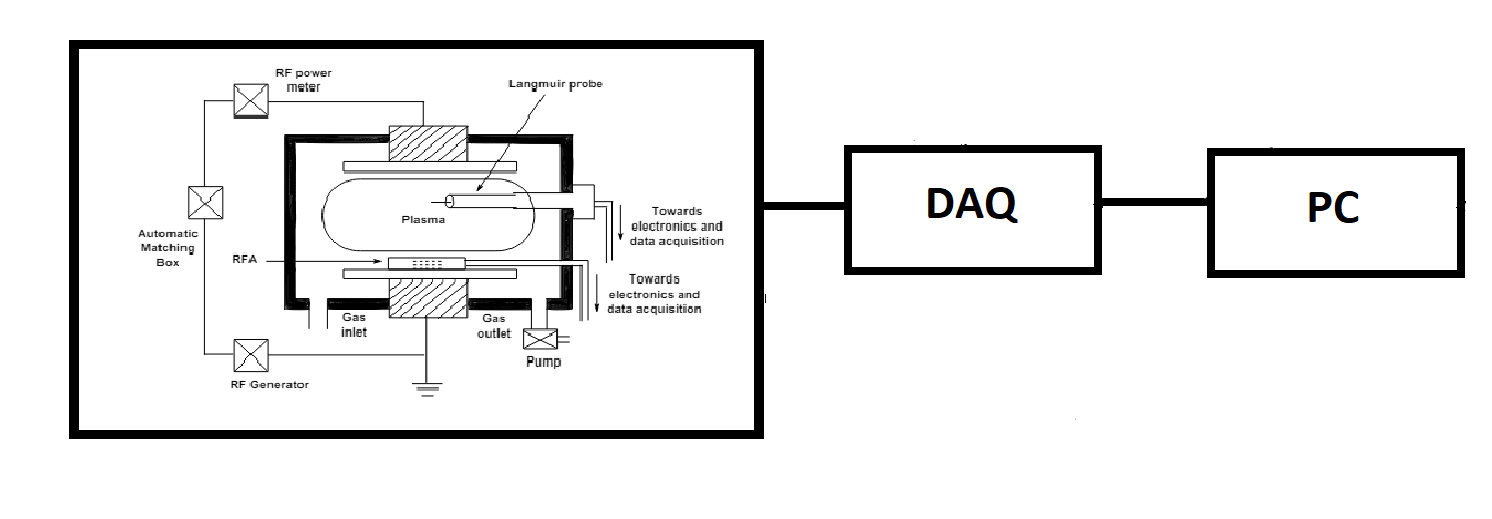 RF power
meter
Langmuir probe
Automatic
Matching
Box
Plasma
RFA
Towards
electronics and
data acquisition
Towards
electronics and
data acquisition
Gas
inlet
Gas
outlet
Pump
RF Generator
DAQ
PC